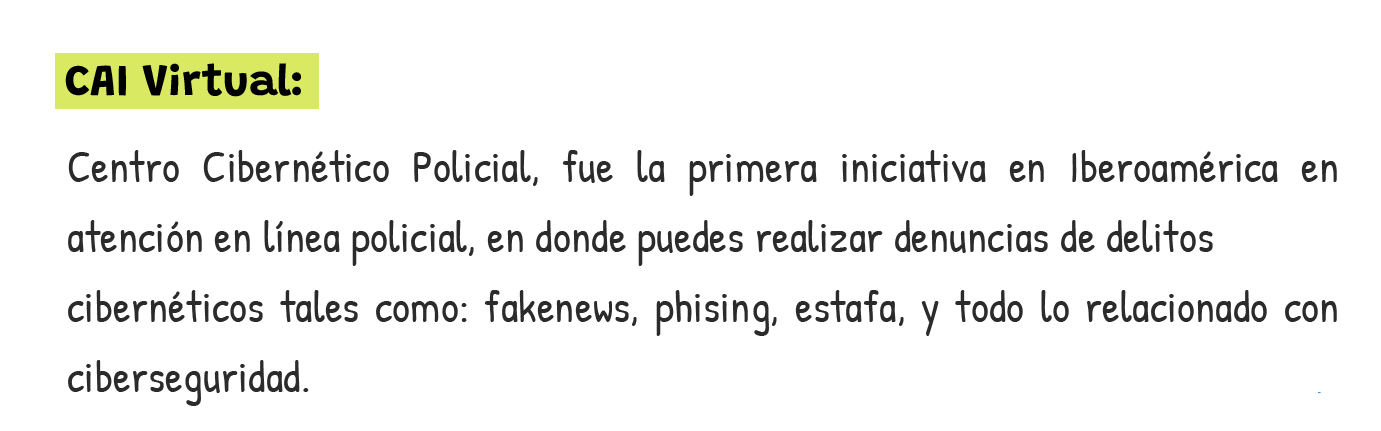 CAI Virtual:
Centro Cibernético Policial, fue la primera iniciativa en Iberoamérica en
atención en línea policial, en donde puedes realizar denuncias de delitos
cibernéticos tales como: fakenews, phising, estafa, y todo lo relacionado con
ciberseguridad.